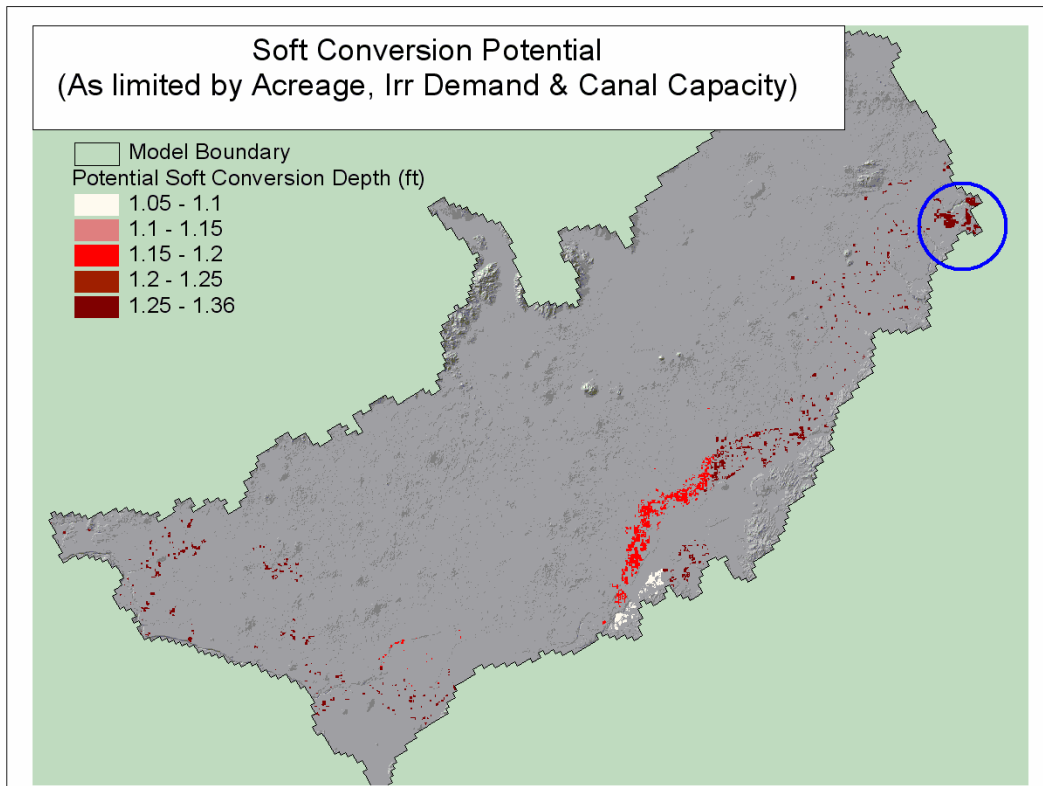 Soft Conversion Potential
(As limited by Acreage, Irr Demand & Canal Capacity)
Model Boundary
Potential Soft Conversion Depth (ft)
1.05 - 1.1
1.1 - 1.15
1.15 - 1.2
1.2 - 1.25
1.25 - 1.36